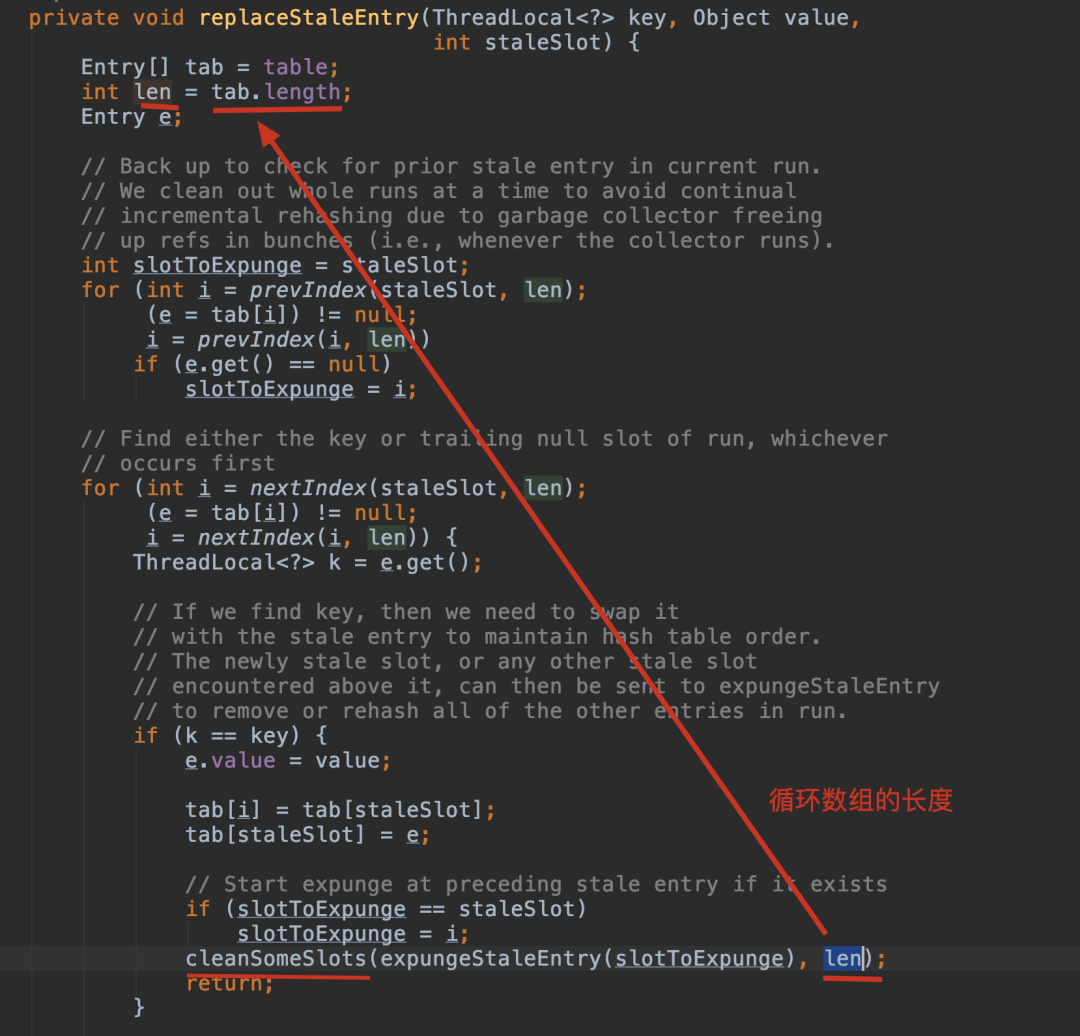 private void replaceStaleEntry(ThreadLocal<?> key, Object value,
                               int staleSlot) {
    Entry[] tab = table;
    int len = tab.length;
    Entry e;

    // Back up to check for prior stale entry in current run.
    // We clean out whole runs at a time to avoid continual
    // incremental rehashing due to garbage collector freeing
    // up refs in bunches (i.e., whenever the collector runs).
    int slotToExpunge = staleSlot;
    for (int i = prevIndex(staleSlot, len);
         (e = tab[i]) != null;
         i = prevIndex(i, len))
        if (e.get() == null)
            slotToExpunge = i;

    // Find either the key or trailing null slot of run, whichever
    // occurs first
    for (int i = nextIndex(staleSlot, len);
         (e = tab[i]) != null;
         i = nextIndex(i, len)) {
        ThreadLocal<?> k = e.get();

        // If we find key, then we need to swap it
        // with the stale entry to maintain hash table order.
        // The newly stale slot, or any other stale slot
        // encountered above it, can then be sent to expungeStaleEntry
        // to remove or rehash all of the other entries in run.
        if (k == key) {
            e.value = value;

            tab[i] = tab[staleSlot];
循环数组的长度
            tab[staleSlot] = e;

            // Start expunge at preceding stale entry if it exists
            if (slotToExpunge == staleSlot)
                slotToExpunge = i;
            cleanSomeSlots(expungeStaleEntry(slotToExpunge), len);
            return;
        }